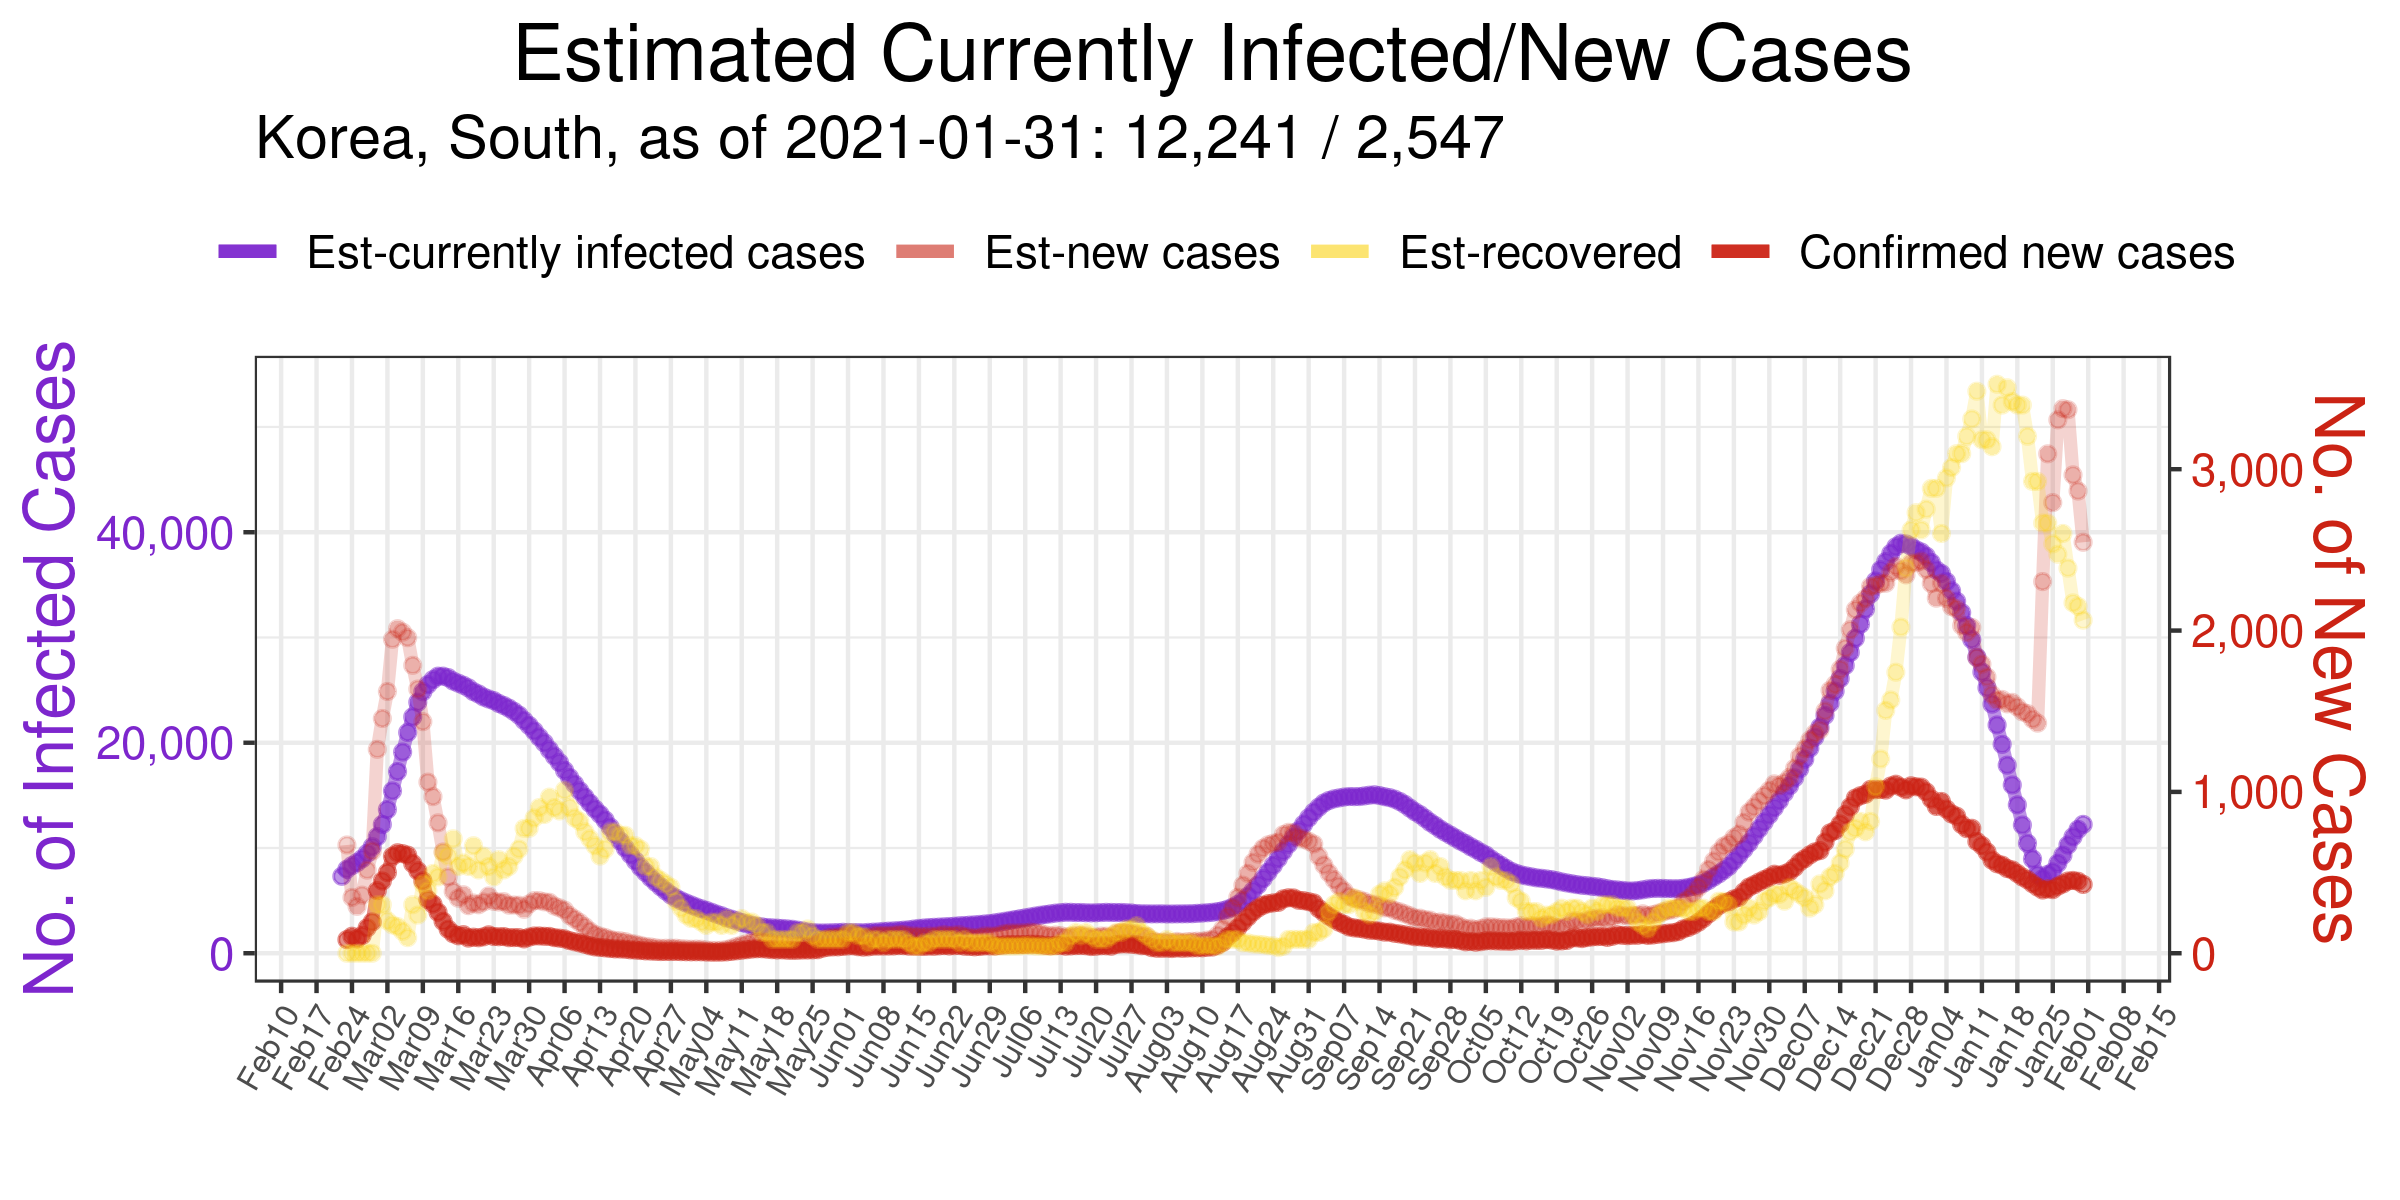 Estimated Currently Infected/New Cases
Korea, South, as of 2021-01-31: 12,241 / 2,547
Est-currently infected cases Est-new cases Est-recovered Confirmed new cases
No. of Infected Cases
40,000
20,000
0
No. of New Cases
3,000
2,000
1,000
0
Feb10 Feb17 Feb24 Mar02 Mar09 Mar16 Mar23 Mar30 Apr06 Apr13 Apr20 Apr27 May04 May11 May18 May25 Jun01 Jun08 Jun15 Jun22 Jun29 Jul06 Jul13 Jul20 Jul27 Aug03 Aug10 Aug17 Aug24 Aug31 Sep07 Sep14 Sep21 Sep28 Oct05 Oct12 Oct19 Oct26 Nov02 Nov09 Nov16 Nov23 Nov30 Dec07 Dec14 Dec21 Dec28 Jan04 Jan11 Jan18 Jan25 Feb01 Feb08 Feb15